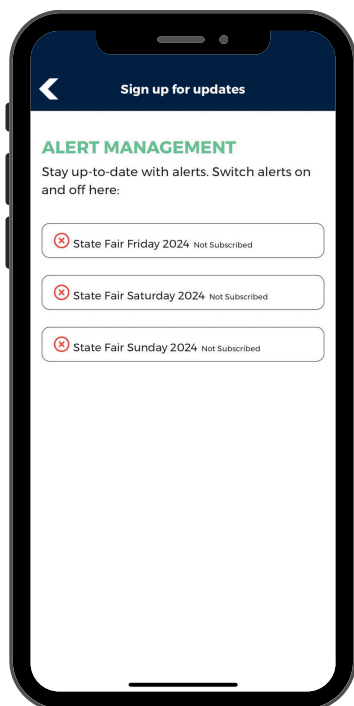 Sign up for updates
ALERT MANAGEMENT
Stay up-to-date with alerts. Switch alerts on
and off here:
State Fair Friday 2024 Not Subscribed
State Fair Saturday 2024 Not Subscribed
State Fair Sunday 2024 Not Subscribed